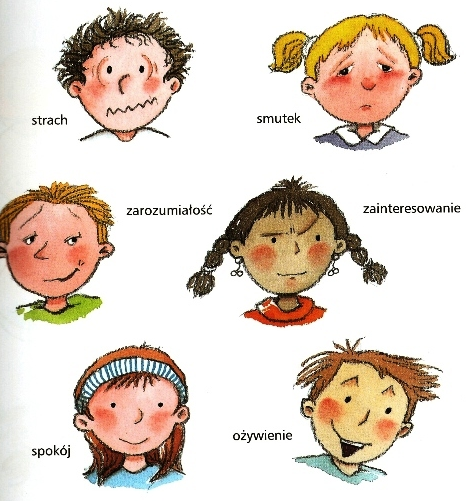 strach
smutek
zarozumiałość
zainteresowanie
spokój
ożywienie